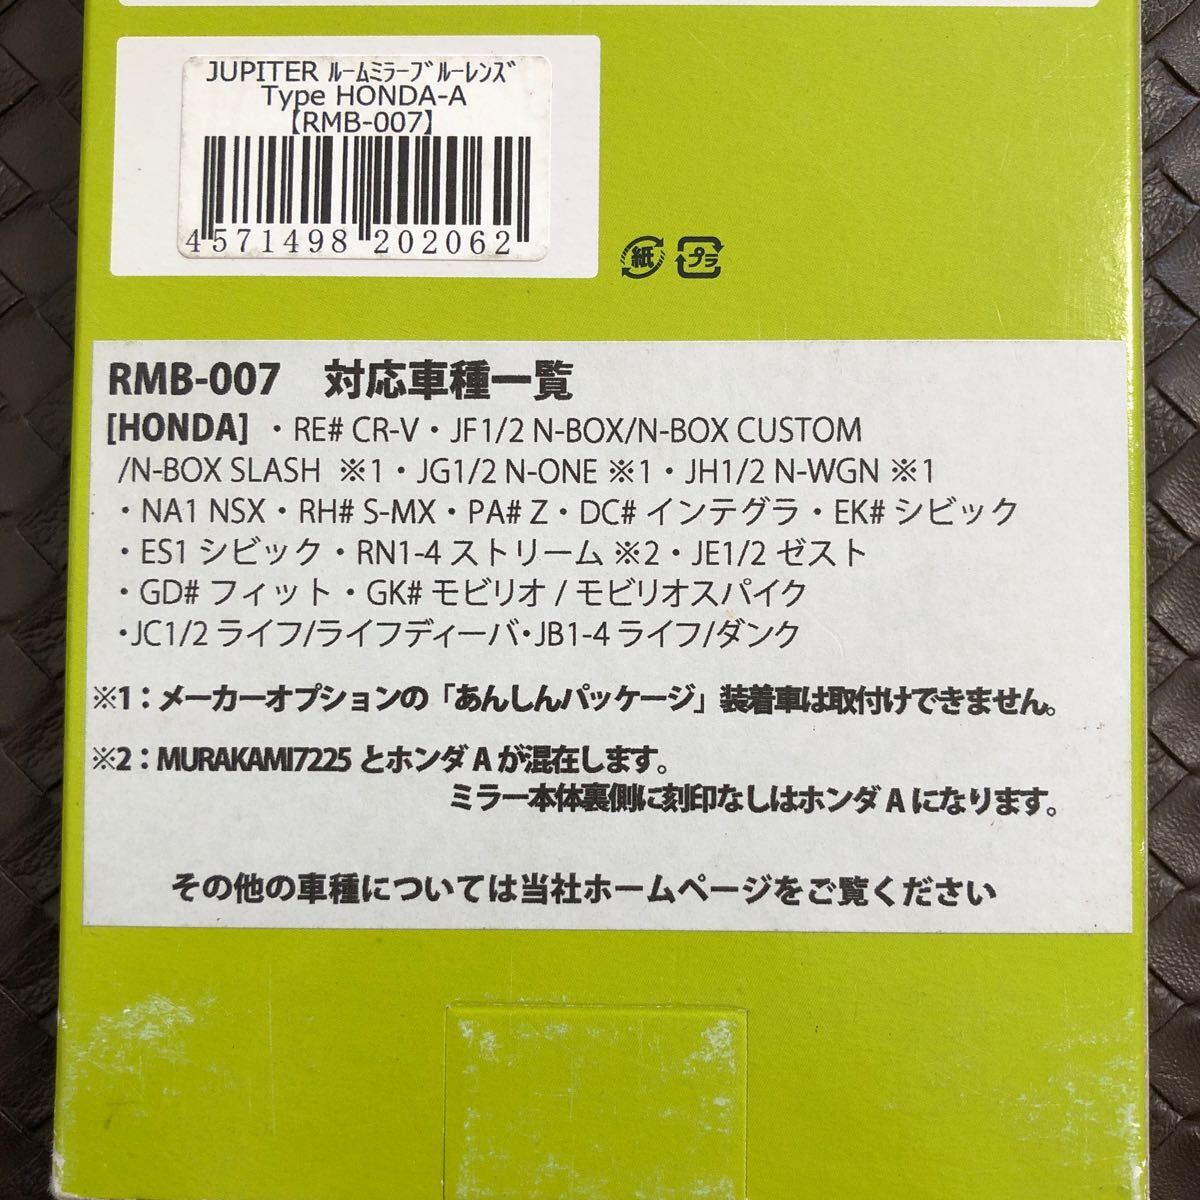 JUPITER ﾙｰﾑﾐﾗｰﾌﾞﾙｰﾚﾝｽﾞ
Type HONDA-A
【RMB-007】
4571498 202062
紙 プラ
RMB-007 対応車種一覧
[HONDA] ・RE# CR-V・JF1/2 N-BOX/N-BOX CUSTOM
/N-BOX SLASH ※1・JG1/2 N-ONE ※1・JH1/2 N-WGN ※1
・NA1 NSX・RH# S-MX・PA# Z・DC# インテグラ・EK# シビック
・ES1 シビック・RN1-4 ストリーム ※2・JE1/2 ゼスト
・GD# フィット・GK# モビリオ / モビリオスパイク
・JC1/2 ライフ/ライフディーバ・JB1-4 ライフ/ダンク
※1：メーカーオプションの「あんしんパッケージ」装着車は取付けできません。
※2：MURAKAMI7225 とホンダ A が混在します。
ミラー本体裏側に刻印なしはホンダ A になります。
その他の車種については当社ホームページをご覧ください